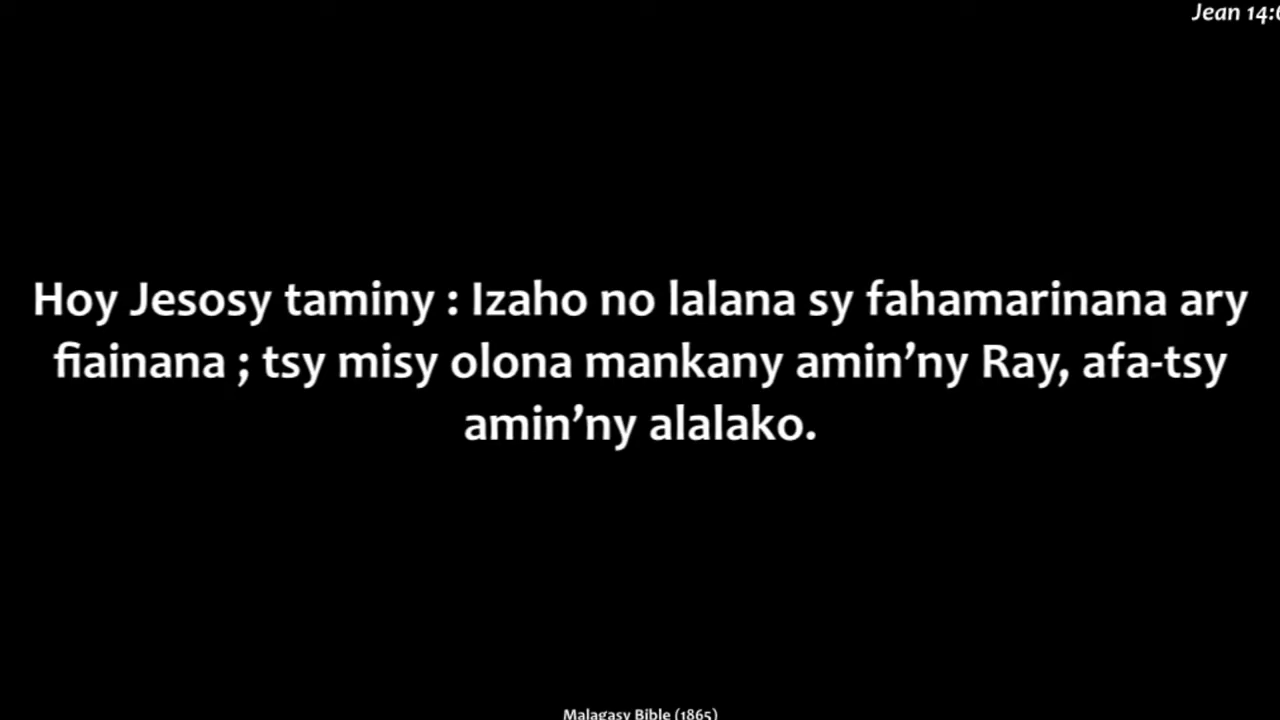 Jean 14:6
Hoy Jesosy taminy : Izaho no lalana sy fahamarinana ary
fiainana ; tsy misy olona mankany amin’ny Ray, afa-tsy
amin’ny alalako.
Malagasy Bible (1865)